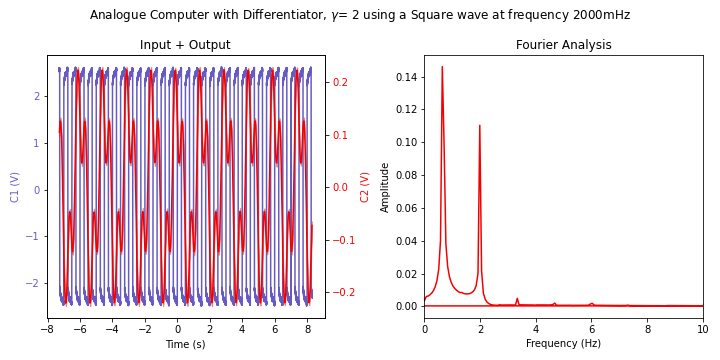 Analogue Computer with Differentiator, γ= 2 using a Square wave at frequency 2000mHz
Input + Output
C1 (V)
2
1
0
−1
−2
0.2
0.1
0.0
−0.1
−0.2
C2 (V)
−8 −6 −4 −2 0 2 4 6 8
Time (s)
Fourier Analysis
Amplitude
0.14
0.12
0.10
0.08
0.06
0.04
0.02
0.00
0 2 4 6 8 10
Frequency (Hz)